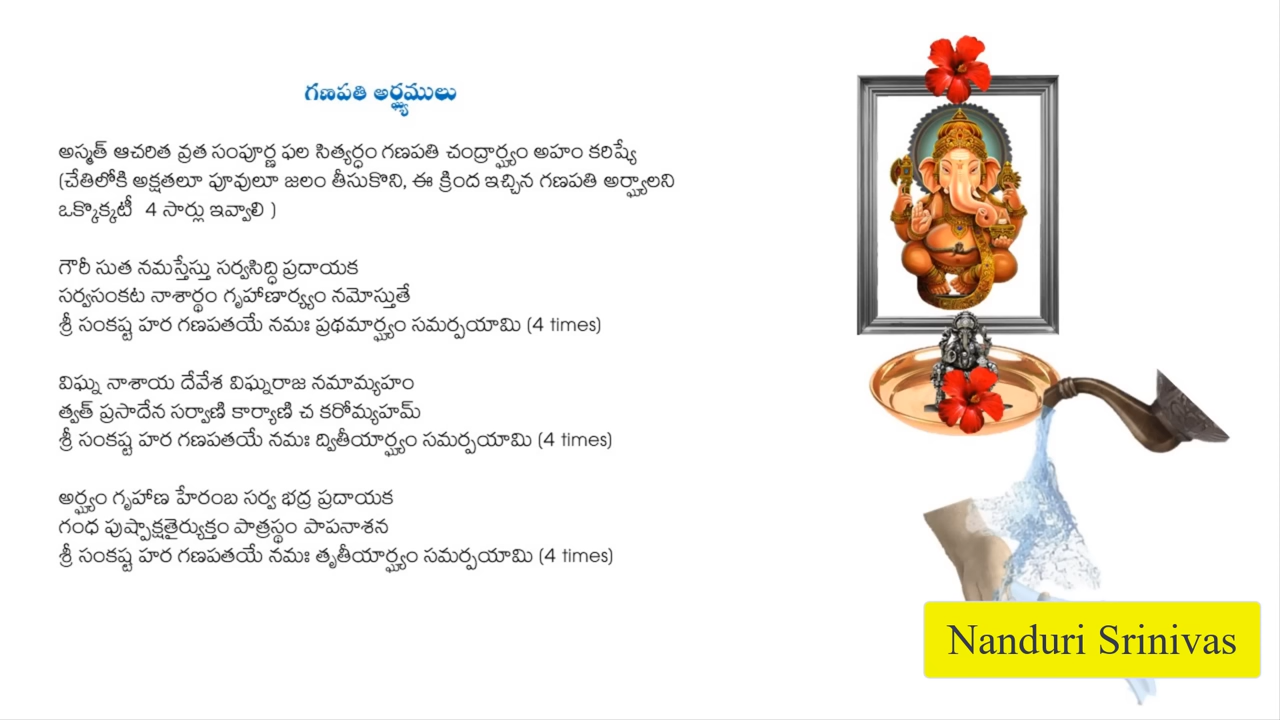 గణపతి అర్ఘ్యములు
అస్మత్ ఆచరిత వ్రత సంపూర్ణ ఫల సిత్యర్ధం గణపతి చంద్రార్ఘ్యం అహం కరిష్యే
(చేతిలోకి అక్షతలూ పూవులూ జలం తీసుకొని, ఈ క్రింద ఇచ్చిన గణపతి అర్ఘ్యాలని
ఒక్కొక్కటీ 4 సార్లు ఇవ్వాలి )
గౌరీ సుత నమస్తేస్తు సర్వసిద్ధి ప్రదాయక
సర్వసంకట నాశార్థం గృహాణార్య్యం నమోస్తుతే
శ్రీ సంకష్ట హర గణపతయే నమః ప్రథమార్ఘ్యం సమర్పయామి (4 times)
విఘ్న నాశాయ దేవేశ విఘ్నరాజ నమామ్యహం
త్వత్ ప్రసాదేన సర్వాణి కార్యాణి చ కరోమ్యహమ్
శ్రీ సంకష్ట హర గణపతయే నమః ద్వితీయార్ఘ్యం సమర్పయామి (4 times)
అర్ఘ్యం గృహాణ హేరంబ సర్వ భద్ర ప్రదాయక
గంధ పుష్పాక్షతైర్యుక్తం పాత్రస్థం పాపనాశన
శ్రీ సంకష్ట హర గణపతయే నమః తృతీయార్ఘ్యం సమర్పయామి (4 times)
Nanduri Srinivas